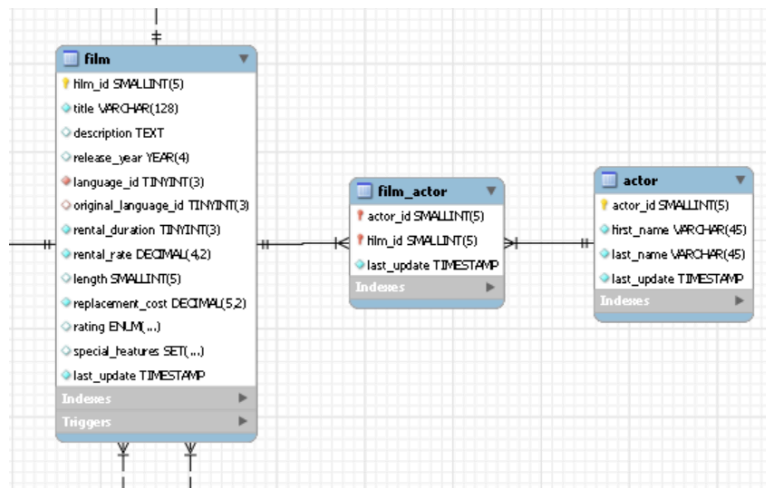 film
film_id SMALLINT(5)
title VARCHAR(128)
description TEXT
release_year YEAR(4)
language_id TINYINT(3)
original_language_id TINYINT(3)
rental_duration TINYINT(3)
rental_rate DECIMAL(4,2)
length SMALLINT(5)
replacement_cost DECIMAL(5,2)
rating ENUM(...)
special_features SET(...)
last_update TIMESTAMP
Indexes
Triggers
film_actor
actor_id SMALLINT(5)
film_id SMALLINT(5)
last_update TIMESTAMP
Indexes
actor
actor_id SMALLINT(5)
first_name VARCHAR(45)
last_name VARCHAR(45)
last_update TIMESTAMP
Indexes